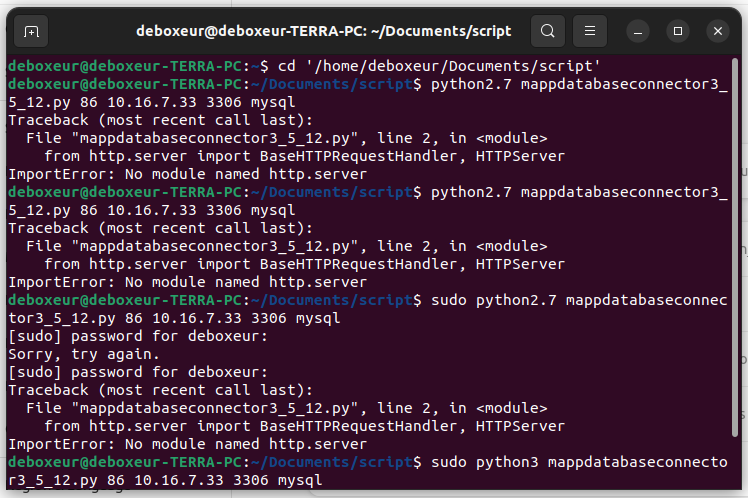 deboxeur@deboxeur-TERRA-PC: ~/Documents/script
deboxeur@deboxeur-TERRA-PC:~$ cd '/home/deboxeur/Documents/script'
deboxeur@deboxeur-TERRA-PC:~/Documents/script$ python2.7 mappdatabaseconnector3_
5_12.py 86 10.16.7.33 3306 mysql
Traceback (most recent call last):
  File "mappdatabaseconnector3_5_12.py", line 2, in <module>
    from http.server import BaseHTTPRequestHandler, HTTPServer
ImportError: No module named http.server
deboxeur@deboxeur-TERRA-PC:~/Documents/script$ python2.7 mappdatabaseconnector3_
5_12.py 86 10.16.7.33 3306 mysql
Traceback (most recent call last):
  File "mappdatabaseconnector3_5_12.py", line 2, in <module>
    from http.server import BaseHTTPRequestHandler, HTTPServer
ImportError: No module named http.server
deboxeur@deboxeur-TERRA-PC:~/Documents/script$ sudo python2.7 mappdatabaseconnec
tor3_5_12.py 86 10.16.7.33 3306 mysql
[sudo] password for deboxeur:
Sorry, try again.
[sudo] password for deboxeur:
Traceback (most recent call last):
  File "mappdatabaseconnector3_5_12.py", line 2, in <module>
    from http.server import BaseHTTPRequestHandler, HTTPServer
ImportError: No module named http.server
deboxeur@deboxeur-TERRA-PC:~/Documents/script$ sudo python3 mappdatabaseconnecto
r3_5_12.py 86 10.16.7.33 3306 mysql